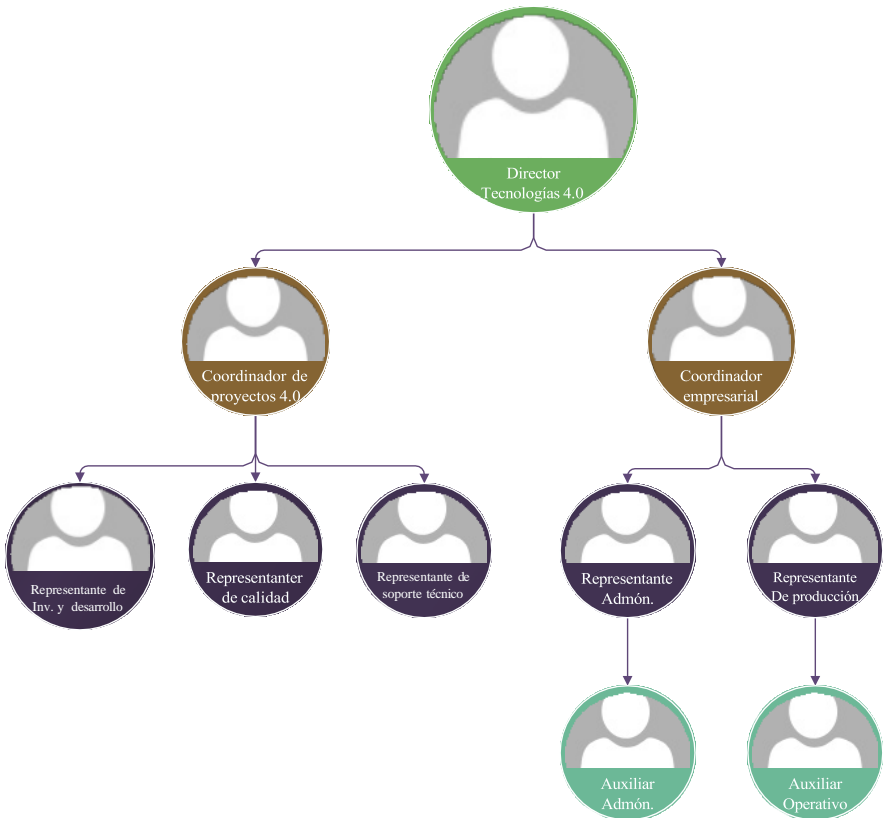 Director
Tecnologías 4.0
Coordinador de
proyectos 4.0
Coordinador
empresarial
Representante de
Inv. y desarrollo
Representanter
de calidad
Representante de
soporte técnico
Representante
Admón.
Representante
De producción
Auxiliar
Admón.
Auxiliar
Operativo